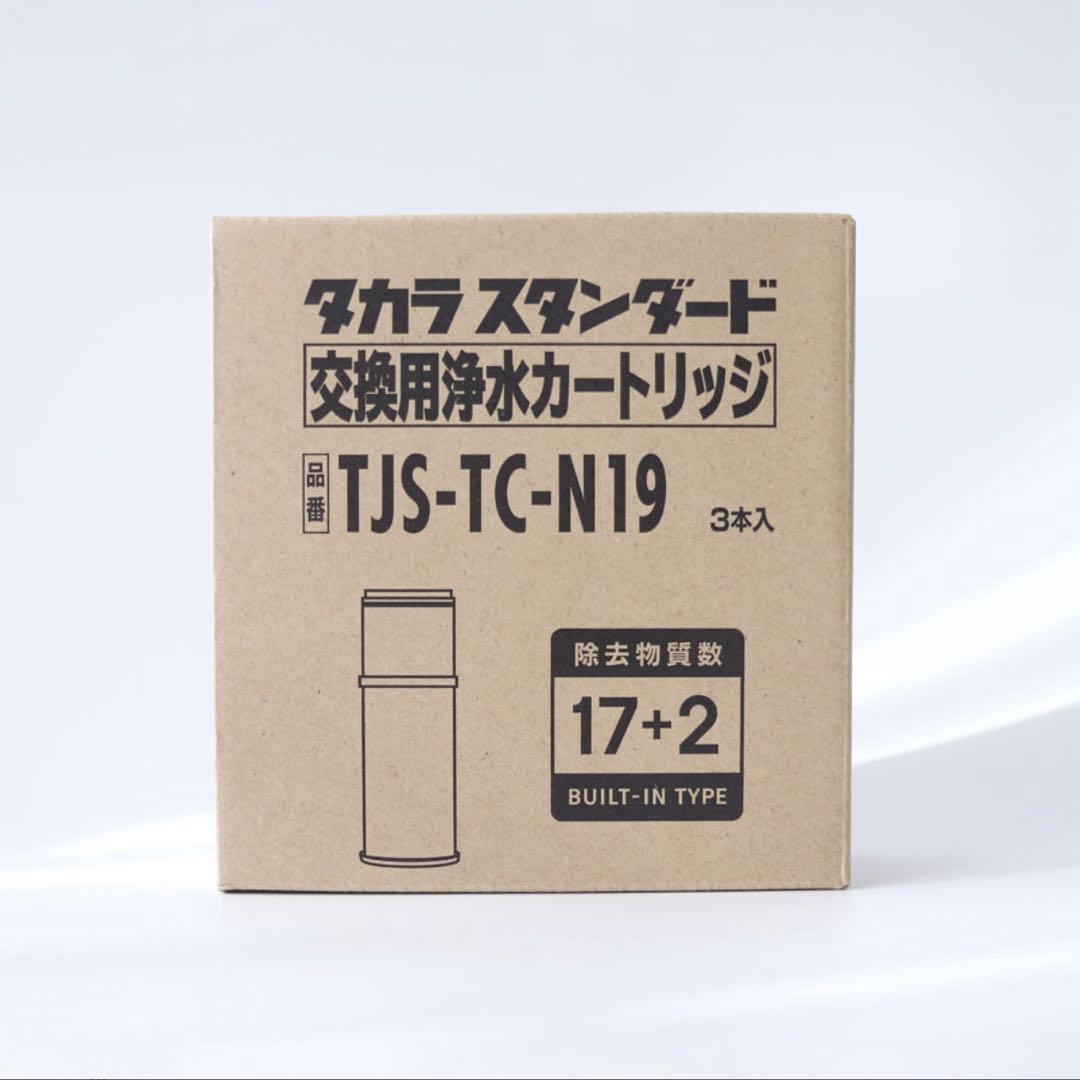 タカラスタンダード
交換用浄水カートリッジ
品番 TJS-TC-N19 3本入
除去物質数
17+2
BUILT-IN TYPE